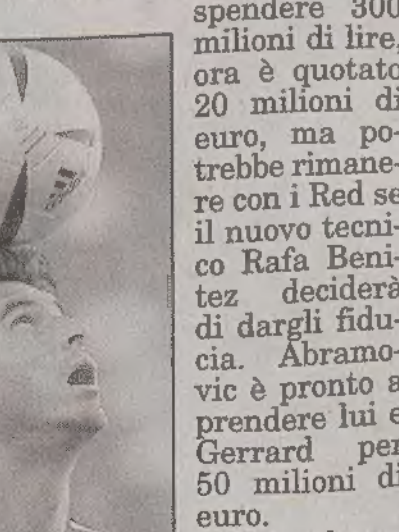 spendere 300
milioni di lire,
ora è quotato
20 milioni di
euro, ma po-
trebbe rimane-
re con i Red se
il nuovo tecni-
co Rafa Beni-
tez deciderà
di dargli fidu-
cia. Abramo-
vic è pronto a
prendere lui e
Gerrard per
50 milioni di
euro.